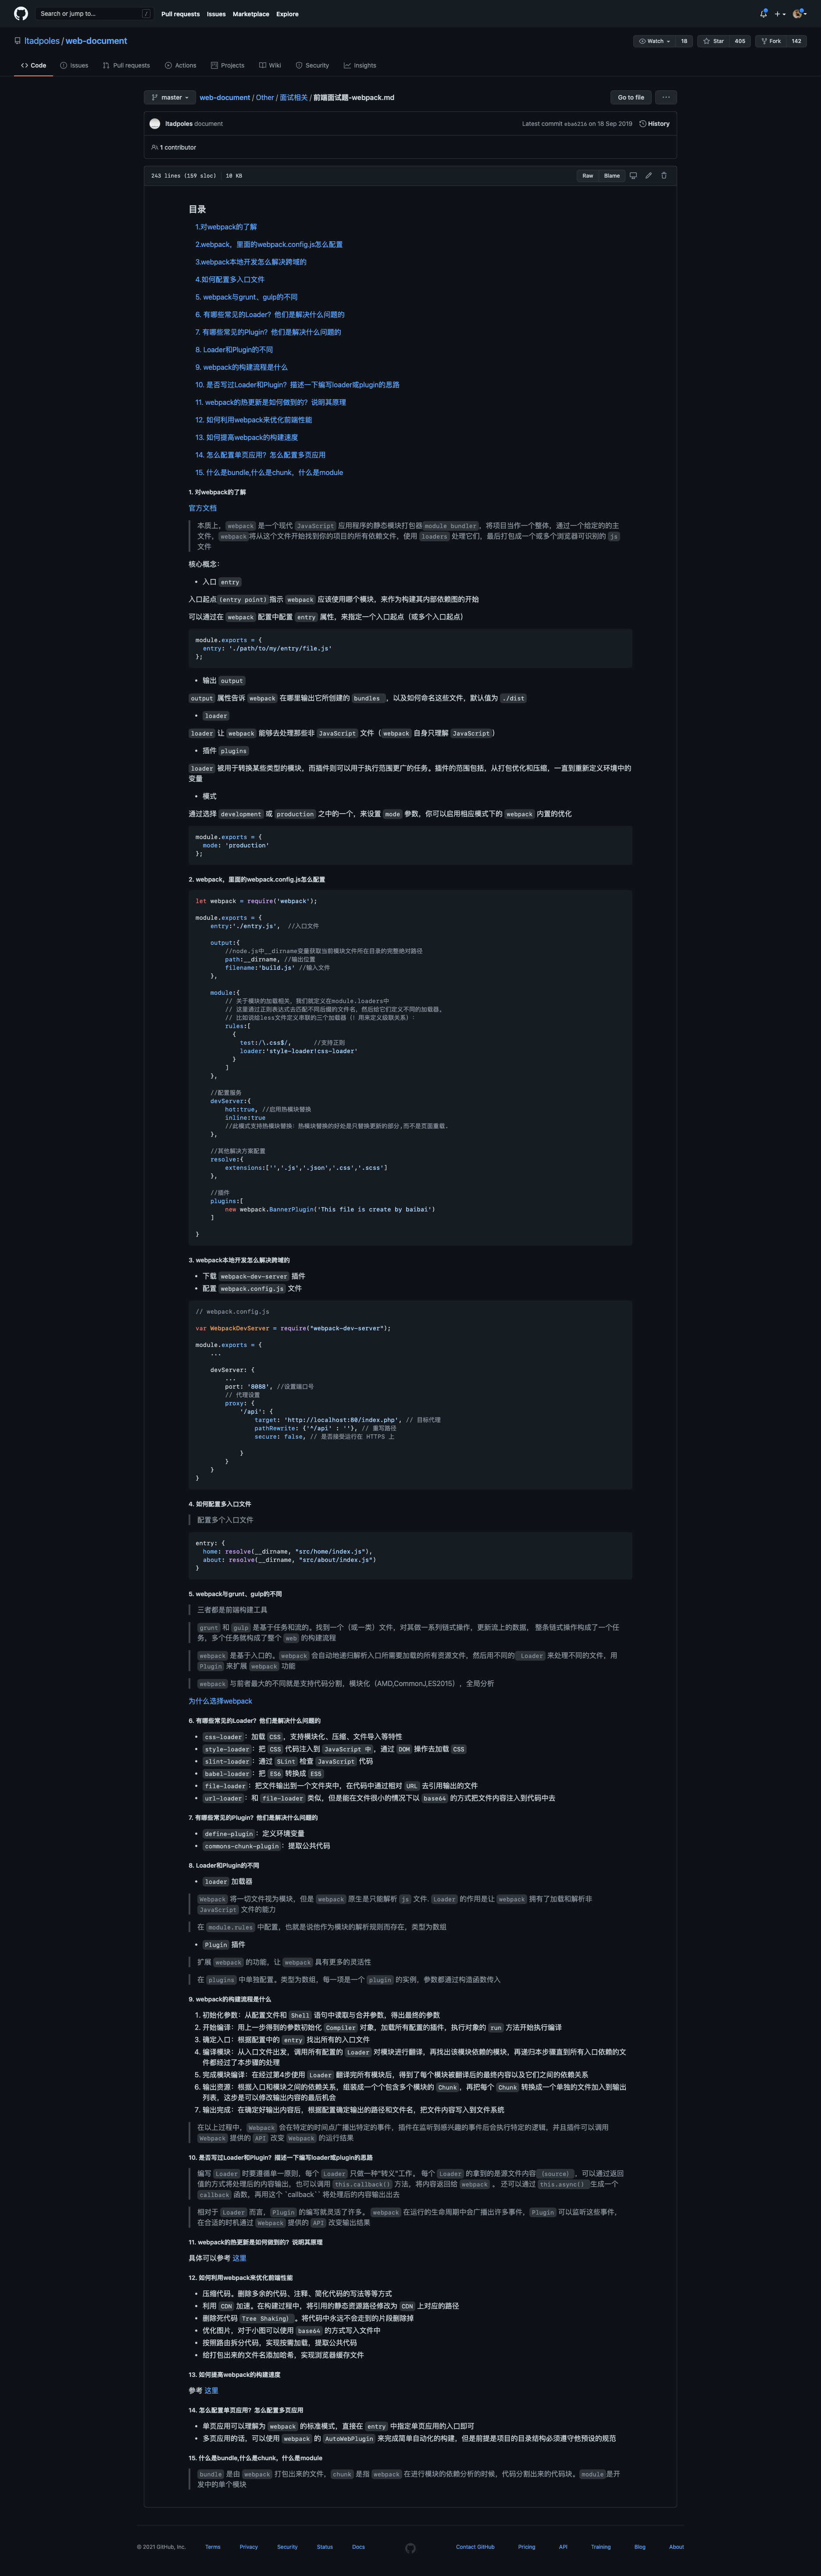 Search or jump to... /
Pull requests Issues Marketplace Explore
ltadpoles / web-document
Watch 18 Star 405 Fork 142
Code Issues Pull requests Actions Projects Wiki Security Insights
master web-document / Other / 面试相关 / 前端面试题-webpack.md Go to file ...
ltadpoles document Latest commit eba6216 on 18 Sep 2019 History
1 contributor
243 lines (159 sloc) 10 KB Raw Blame
目录
1.对webpack的了解
2.webpack，里面的webpack.config.js怎么配置
3.webpack本地开发怎么解决跨域的
4.如何配置多入口文件
5. webpack与grunt、gulp的不同
6. 有哪些常见的Loader？他们是解决什么问题的
7. 有哪些常见的Plugin？他们是解决什么问题的
8. Loader和Plugin的不同
9. webpack的构建流程是什么
10. 是否写过Loader和Plugin？描述一下编写loader或plugin的思路
11. webpack的热更新是如何做到的？说明其原理
12. 如何利用webpack来优化前端性能
13. 如何提高webpack的构建速度
14. 怎么配置单页应用？怎么配置多页应用
15. 什么是bundle,什么是chunk，什么是module
1. 对webpack的了解
官方文档
本质上，webpack 是一个现代 JavaScript 应用程序的静态模块打包器module bundler，将项目当作一个整体，通过一个给定的的主
文件，webpack将从这个文件开始找到你的项目的所有依赖文件，使用 loaders 处理它们，最后打包成一个或多个浏览器可识别的 js
文件
核心概念：
入口 entry
入口起点(entry point)指示 webpack 应该使用哪个模块，来作为构建其内部依赖图的开始
可以通过在 webpack 配置中配置 entry 属性，来指定一个入口起点（或多个入口起点）
module.exports = {
entry: './path/to/my/entry/file.js'
};
输出 output
output 属性告诉 webpack 在哪里输出它所创建的 bundles ，以及如何命名这些文件，默认值为 ./dist
loader
loader 让 webpack 能够去处理那些非 JavaScript 文件（webpack 自身只理解 JavaScript）
插件 plugins
loader 被用于转换某些类型的模块，而插件则可以用于执行范围更广的任务。插件的范围包括，从打包优化和压缩，一直到重新定义环境中的
变量
模式
通过选择 development 或 production 之中的一个，来设置 mode 参数，你可以启用相应模式下的 webpack 内置的优化
module.exports = {
mode: 'production'
};
2. webpack，里面的webpack.config.js怎么配置
let webpack = require('webpack');
module.exports = {
entry:'./entry.js', //入口文件
output:{
//node.js中__dirname变量获取当前模块文件所在目录的完整绝对路径
path:__dirname, //输出位置
filename:'build.js' //输入文件
},
module:{
// 关于模块的加载相关，我们就定义在module.loaders中
// 这里通过正则表达式去匹配不同后缀的文件名，然后给它们定义不同的加载器。
// 比如说给less文件定义串联的三个加载器（！用来定义级联关系）：
rules:[
{
test:/\.css$/, //支持正则
loader:'style-loader!css-loader'
}
]
},
//配置服务
devServer:{
hot:true, //启用热模块替换
inline:true
//此模式支持热模块替换：热模块替换的好处是只替换更新的部分,而不是页面重载.
},
//其他解决方案配置
resolve:{
extensions:['','.js','.json','.css','.scss']
},
//插件
plugins:[
new webpack.BannerPlugin('This file is create by baibai')
]
}
3. webpack本地开发怎么解决跨域的
下载 webpack-dev-server 插件
配置 webpack.config.js 文件
// webpack.config.js
var WebpackDevServer = require("webpack-dev-server");
module.exports = {
...
devServer: {
...
port: '8088', //设置端口号
// 代理设置
proxy: {
'/api': {
target: 'http://localhost:80/index.php', // 目标代理
pathRewrite: {'^/api' : ''}, // 重写路径
secure: false, // 是否接受运行在 HTTPS 上
}
}
}
}
4. 如何配置多入口文件
配置多个入口文件
entry: {
home: resolve(__dirname, "src/home/index.js"),
about: resolve(__dirname, "src/about/index.js")
}
5. webpack与grunt、gulp的不同
三者都是前端构建工具
grunt 和 gulp 是基于任务和流的。找到一个（或一类）文件，对其做一系列链式操作，更新流上的数据， 整条链式操作构成了一个任
务，多个任务就构成了整个 web 的构建流程
webpack 是基于入口的。webpack 会自动地递归解析入口所需要加载的所有资源文件，然后用不同的 Loader 来处理不同的文件，用
Plugin 来扩展 webpack 功能
webpack 与前者最大的不同就是支持代码分割，模块化（AMD,CommonJ,ES2015），全局分析
为什么选择webpack
6. 有哪些常见的Loader？他们是解决什么问题的
css-loader：加载 CSS，支持模块化、压缩、文件导入等特性
style-loader：把 CSS 代码注入到 JavaScript 中，通过 DOM 操作去加载 CSS
slint-loader：通过 SLint 检查 JavaScript 代码
babel-loader：把 ES6 转换成 ES5
file-loader：把文件输出到一个文件夹中，在代码中通过相对 URL 去引用输出的文件
url-loader：和 file-loader 类似，但是能在文件很小的情况下以 base64 的方式把文件内容注入到代码中去
7. 有哪些常见的Plugin？他们是解决什么问题的
define-plugin：定义环境变量
commons-chunk-plugin：提取公共代码
8. Loader和Plugin的不同
loader 加载器
Webpack 将一切文件视为模块，但是 webpack 原生是只能解析 js 文件. Loader 的作用是让 webpack 拥有了加载和解析非
JavaScript 文件的能力
在 module.rules 中配置，也就是说他作为模块的解析规则而存在，类型为数组
Plugin 插件
扩展 webpack 的功能，让 webpack 具有更多的灵活性
在 plugins 中单独配置。类型为数组，每一项是一个 plugin 的实例，参数都通过构造函数传入
9. webpack的构建流程是什么
1. 初始化参数：从配置文件和 Shell 语句中读取与合并参数，得出最终的参数
2. 开始编译：用上一步得到的参数初始化 Compiler 对象，加载所有配置的插件，执行对象的 run 方法开始执行编译
3. 确定入口：根据配置中的 entry 找出所有的入口文件
4. 编译模块：从入口文件出发，调用所有配置的 Loader 对模块进行翻译，再找出该模块依赖的模块，再递归本步骤直到所有入口依赖的文
件都经过了本步骤的处理
5. 完成模块编译：在经过第4步使用 Loader 翻译完所有模块后，得到了每个模块被翻译后的最终内容以及它们之间的依赖关系
6. 输出资源：根据入口和模块之间的依赖关系，组装成一个个包含多个模块的 Chunk，再把每个 Chunk 转换成一个单独的文件加入到输出
列表，这步是可以修改输出内容的最后机会
7. 输出完成：在确定好输出内容后，根据配置确定输出的路径和文件名，把文件内容写入到文件系统
在以上过程中，Webpack 会在特定的时间点广播出特定的事件，插件在监听到感兴趣的事件后会执行特定的逻辑，并且插件可以调用
Webpack 提供的 API 改变 Webpack 的运行结果
10. 是否写过Loader和Plugin？描述一下编写loader或plugin的思路
编写 Loader 时要遵循单一原则，每个 Loader 只做一种"转义"工作。 每个 Loader 的拿到的是源文件内容（source），可以通过返回
值的方式将处理后的内容输出，也可以调用 this.callback() 方法，将内容返回给 webpack 。 还可以通过 this.async() 生成一个
callback 函数，再用这个 `callback`` 将处理后的内容输出出去
相对于 Loader 而言，Plugin 的编写就灵活了许多。 webpack 在运行的生命周期中会广播出许多事件，Plugin 可以监听这些事件，
在合适的时机通过 Webpack 提供的 API 改变输出结果
11. webpack的热更新是如何做到的？说明其原理
具体可以参考 这里
12. 如何利用webpack来优化前端性能
压缩代码。删除多余的代码、注释、简化代码的写法等等方式
利用 CDN 加速。在构建过程中，将引用的静态资源路径修改为 CDN 上对应的路径
删除死代码 Tree Shaking）。将代码中永远不会走到的片段删除掉
优化图片，对于小图可以使用 base64 的方式写入文件中
按照路由拆分代码，实现按需加载，提取公共代码
给打包出来的文件名添加哈希，实现浏览器缓存文件
13. 如何提高webpack的构建速度
参考 这里
14. 怎么配置单页应用？怎么配置多页应用
单页应用可以理解为 webpack 的标准模式，直接在 entry 中指定单页应用的入口即可
多页应用的话，可以使用 webpack 的 AutoWebPlugin 来完成简单自动化的构建，但是前提是项目的目录结构必须遵守他预设的规范
15. 什么是bundle,什么是chunk，什么是module
bundle 是由 webpack 打包出来的文件，chunk 是指 webpack 在进行模块的依赖分析的时候，代码分割出来的代码块。module是开
发中的单个模块
© 2021 GitHub, Inc. Terms Privacy Security Status Docs Contact GitHub Pricing API Training Blog About